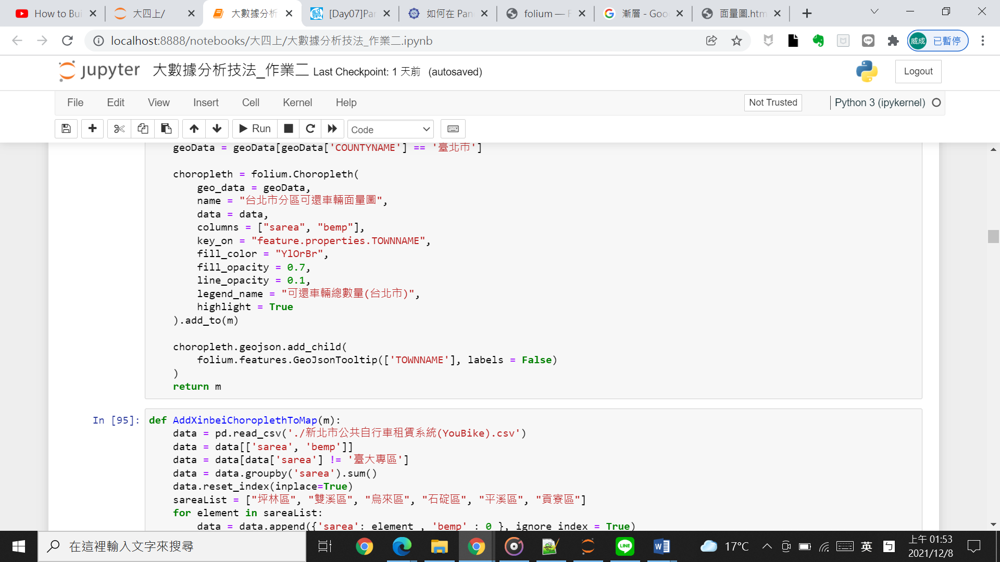 How to Bui
大四上/
大數據分析
[Day07]Pan
如何在 Pan
folium — F
漸層 - Goo
面量圖.htm
localhost:8888/notebooks/大四上/大數據分析技法_作業二.ipynb
威成 已暫停
jupyter 大數據分析技法_作業二 Last Checkpoint: 1 天前 (autosaved)
Logout
File Edit View Insert Cell Kernel Help
Not Trusted
Python 3 (ipykernel)
Run
Code
geoData = geoData[geoData['COUNTYNAME'] == '臺北市']
choropleth = folium.Choropleth(
geo_data = geoData,
name = "台北市分區可還車輛面量圖",
data = data,
columns = ["sarea", "bemp"],
key_on = "feature.properties.TOWNNAME",
fill_color = "YlOrBr",
fill_opacity = 0.7,
line_opacity = 0.1,
legend_name = "可還車輛總數量(台北市)",
highlight = True
).add_to(m)
choropleth.geojson.add_child(
folium.features.GeoJsonTooltip(['TOWNNAME'], labels = False)
)
return m
In [95]:
def AddXinbeiChoroplethToMap(m):
data = pd.read_csv('./新北市公共自行車租賃系統(YouBike).csv')
data = data[['sarea', 'bemp']]
data = data[data['sarea'] != '臺大專區']
data = data.groupby('sarea').sum()
data.reset_index(inplace=True)
sareaList = ["坪林區", "雙溪區", "烏來區", "石碇區", "平溪區", "貢寮區"]
for element in sareaList:
data = data.append({'sarea': element , 'bemp' : 0 }, ignore_index = True)
在這裡輸入文字來搜尋
LINE
W
17°C
英
ㄅ
上午 01:53
2021/12/8